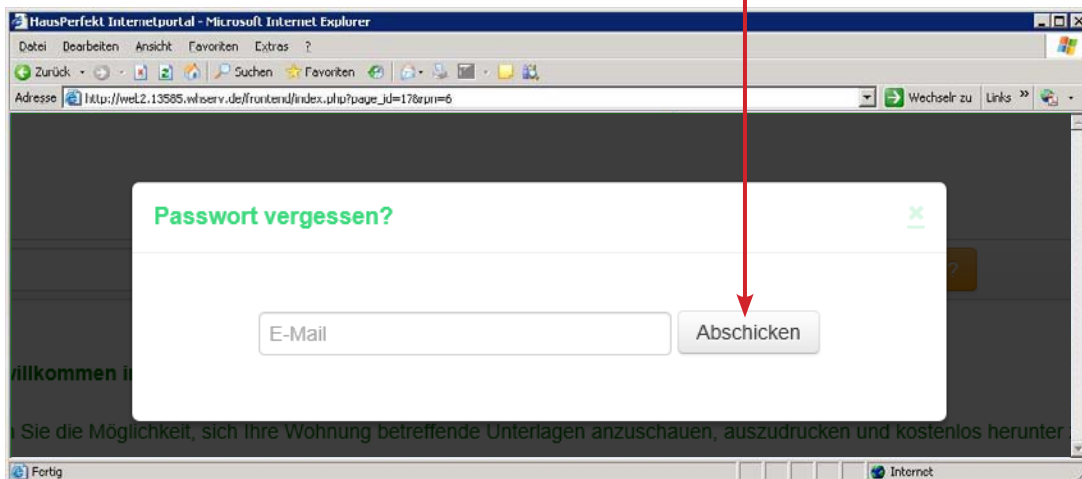 HausPerfekt Internetportal - Microsoft Internet Explorer
Datei Bearbeiten Ansicht Favoriten Extras ?
Zurück Suchen Favoriten
Adresse http://wel2.13585.whserv.de/frontend/index.php?page_id=17&rpn=6 Wechseln zu Links »
Passwort vergessen? ×
?
E-Mail Abschicken
willkommen i
Sie die Möglichkeit, sich Ihre Wohnung betreffende Unterlagen anzuschauen, auszudrucken und kostenlos herunter
Fertig Internet